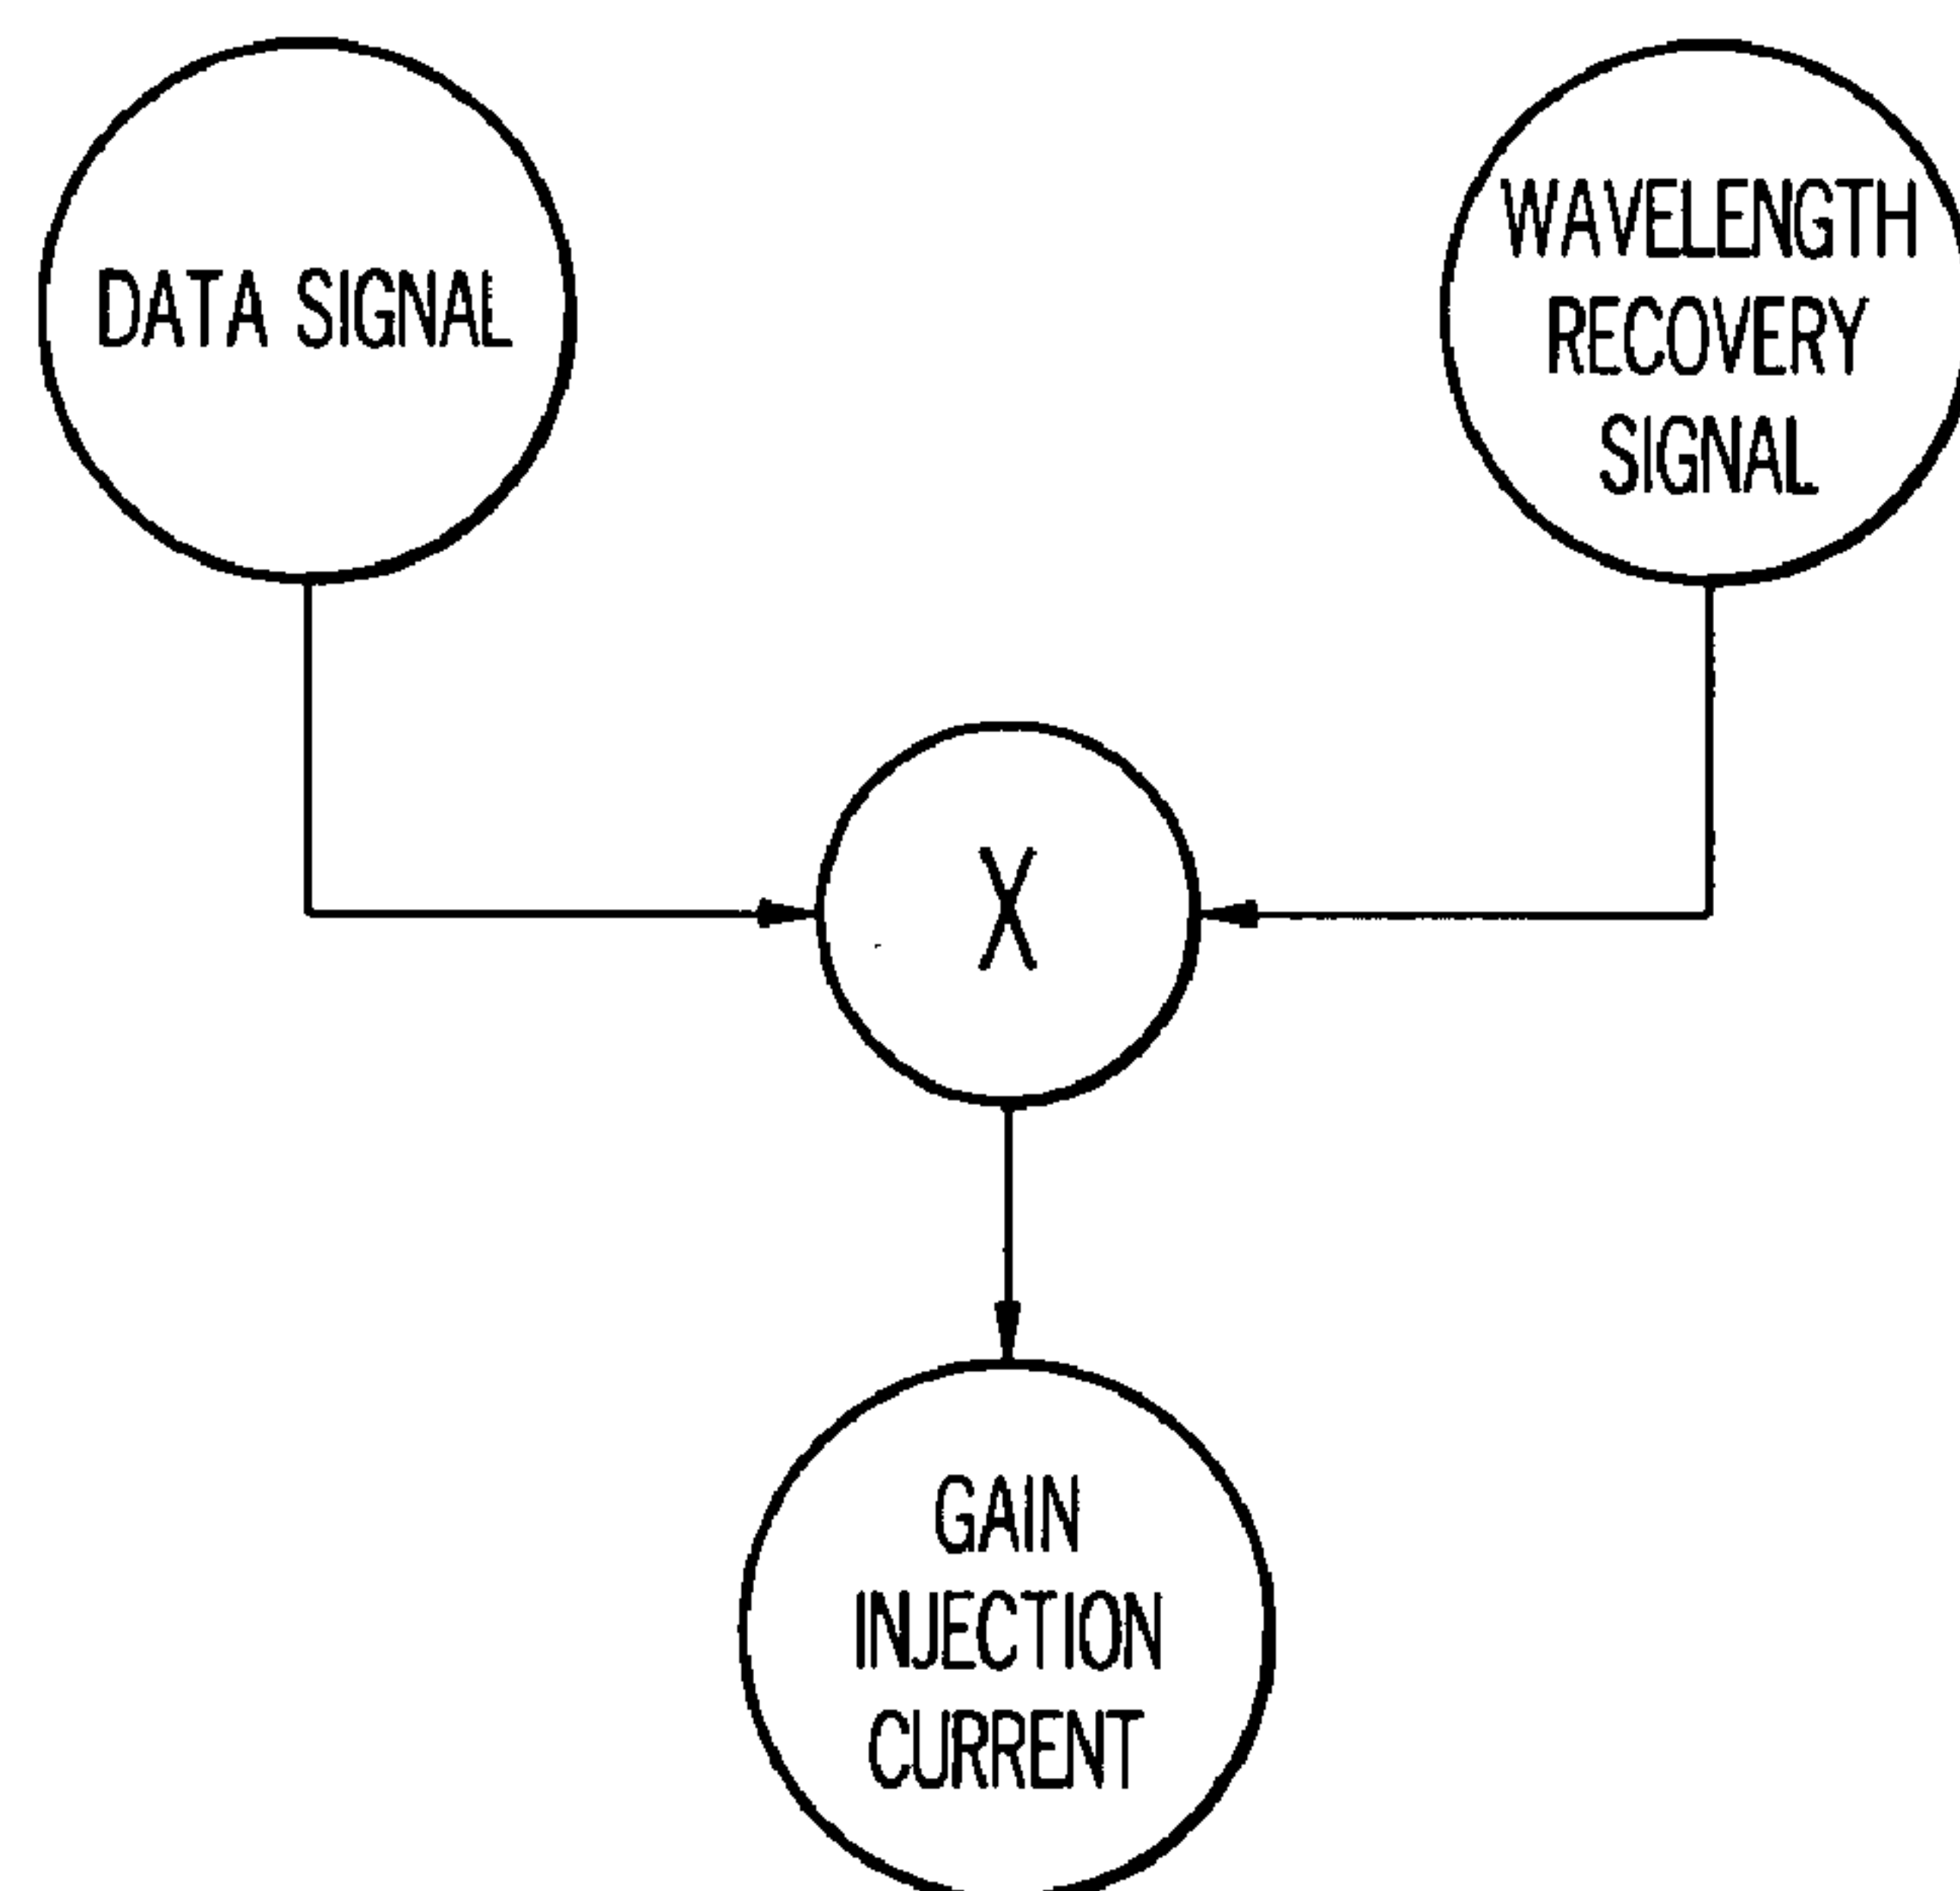 DATA SIGNAL
WAVELENGTH
RECOVERY
SIGNAL
X
GAIN
INJECTION
CURRENT